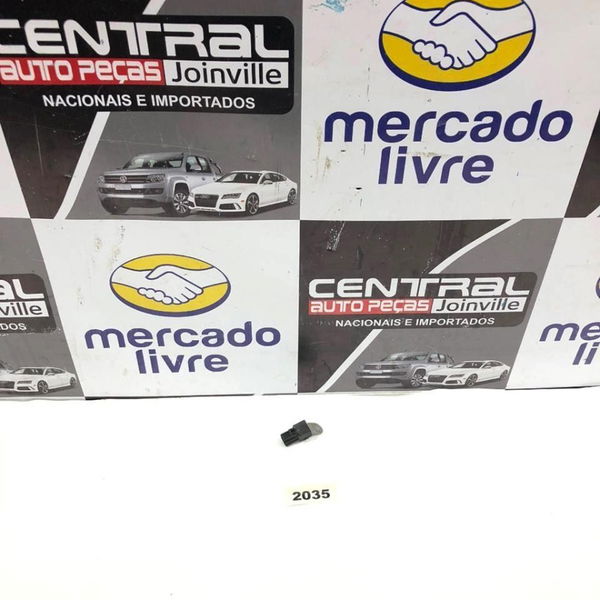 CENTRAL
AUTO PEÇAS Joinville
NACIONAIS E IMPORTADOS
mercado
livre
CENTRAL
AUTO PEÇAS Joinville
NACIONAIS E IMPORTADOS
mercado
livre
2035